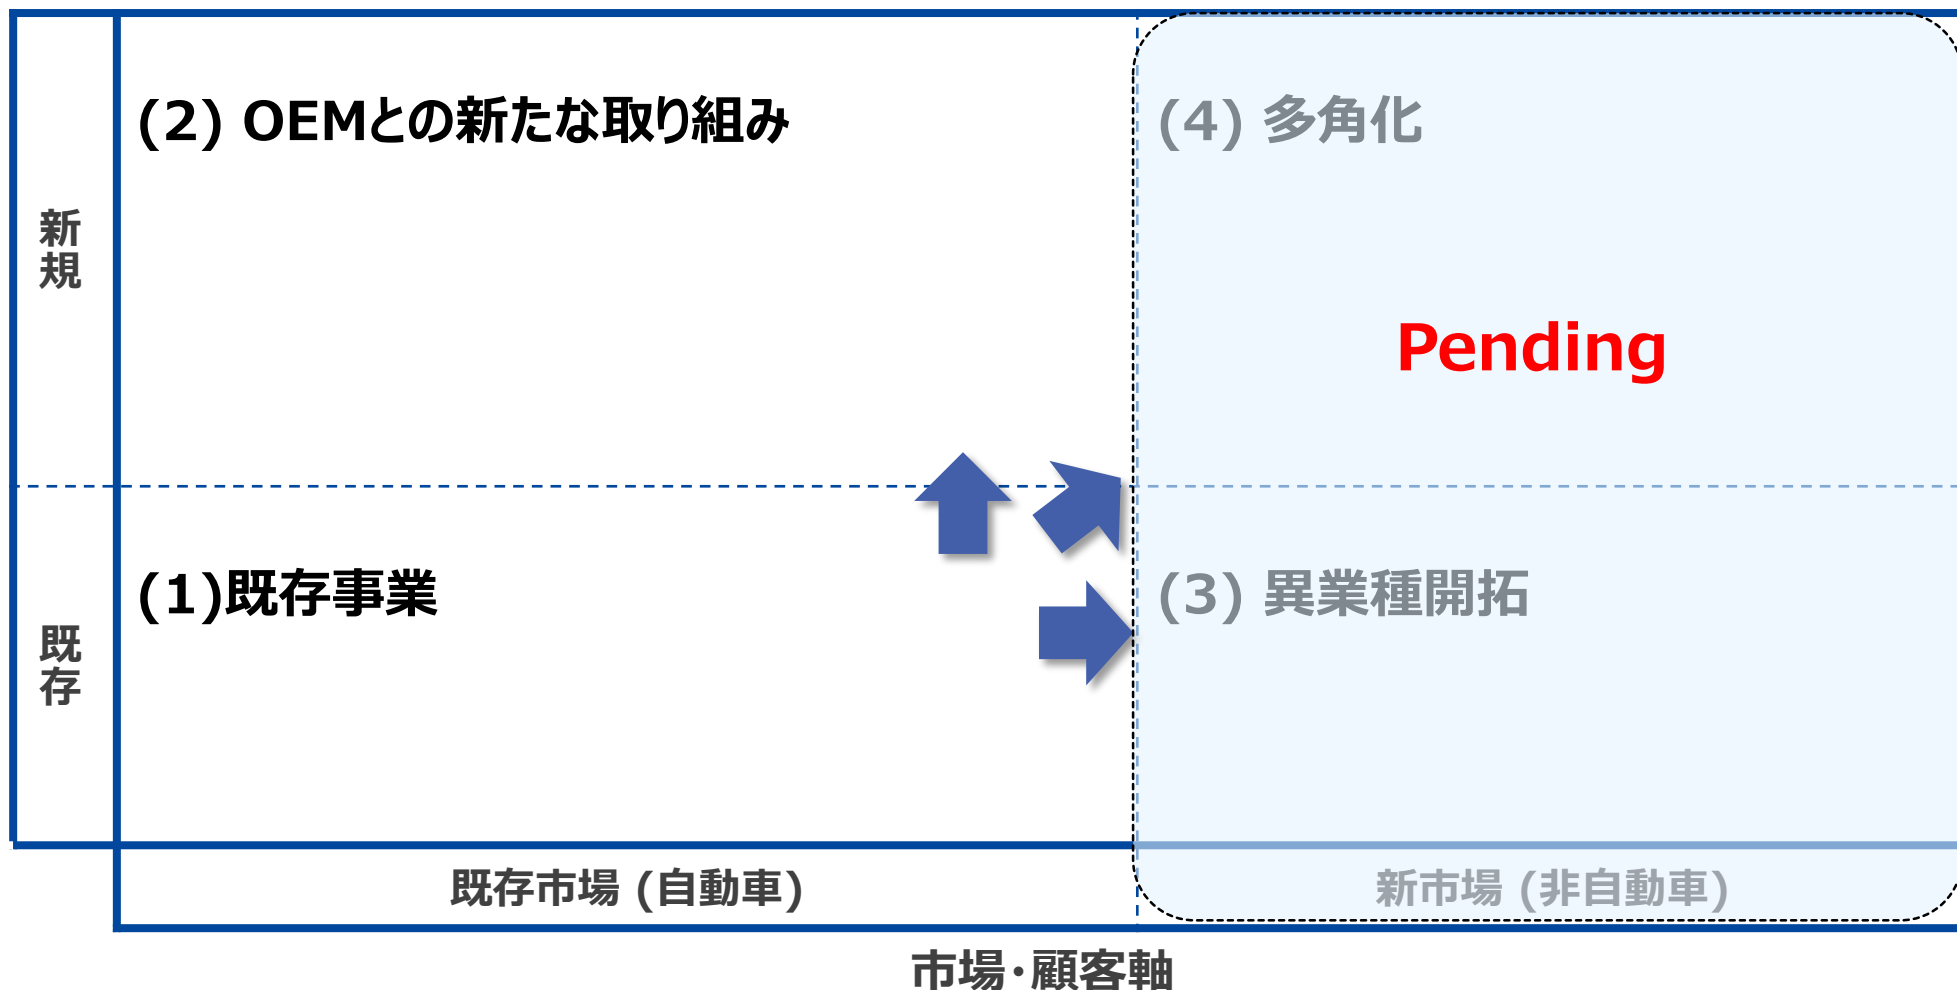 (2) OEMとの新たな取り組み
(4) 多角化
新規
Pending
(1)既存事業
(3) 異業種開拓
既存
既存市場 (自動車)
新市場 (非自動車)
市場・顧客軸